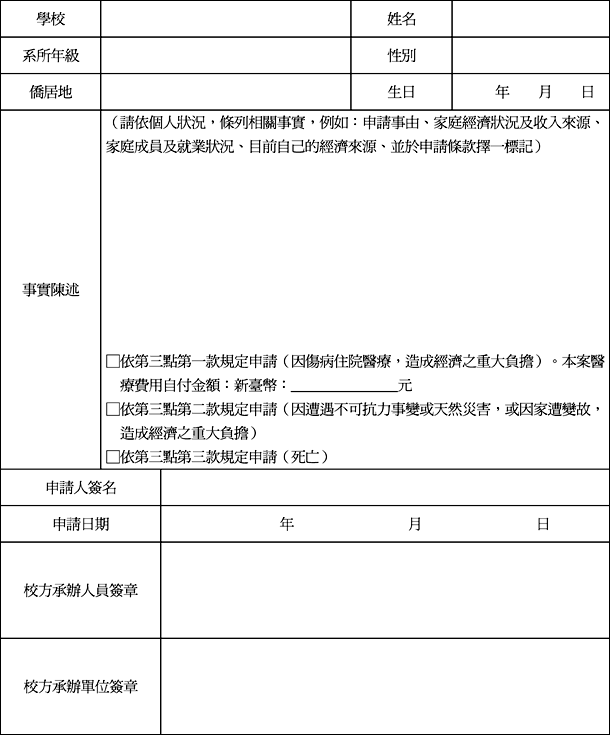 學校 姓名
系所年級 性別
僑居地 生日 年 月 日
(請依個人狀況，條列相關事實，例如：申請事由、家庭經濟狀況及收入來源、
家庭成員及就業狀況、目前自己的經濟來源、並於申請條款擇一標記)
事實陳述
□依第三點第一款規定申請(因傷病住院醫療，造成經濟之重大負擔)。本案醫
療費用自付金額：新臺幣：______________元
□依第三點第二款規定申請(因遭遇不可抗力事變或天然災害，或因家遭變故，
造成經濟之重大負擔)
□依第三點第三款規定申請(死亡)
申請人簽名
申請日期 年 月 日
校方承辦人員簽章
校方承辦單位簽章